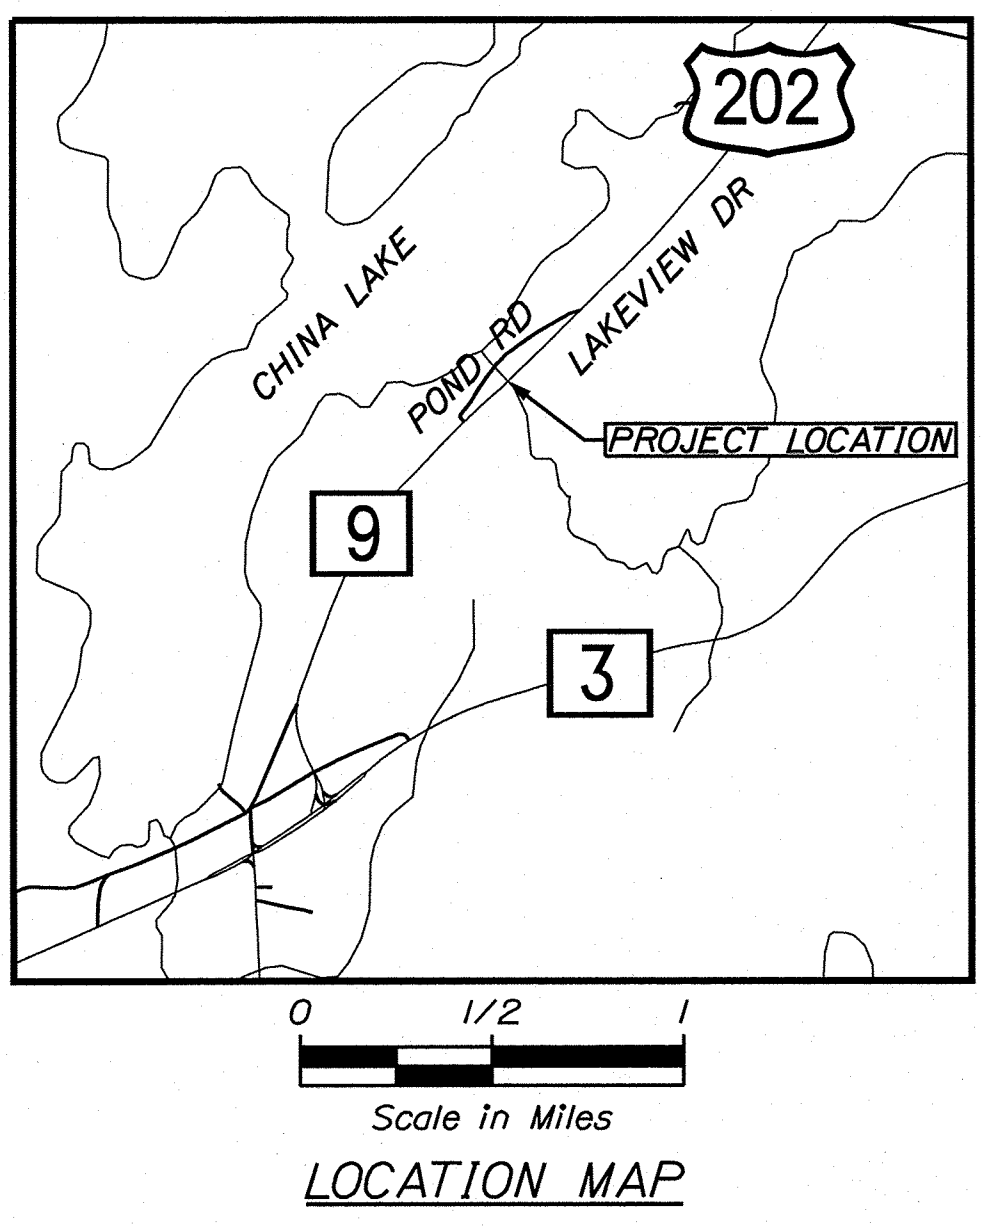 202
LAKEVIEW DR
CHINA LAKE
POND RD
PROJECT LOCATION
9
3
0 1/2 1
Scale in Miles
LOCATION MAP